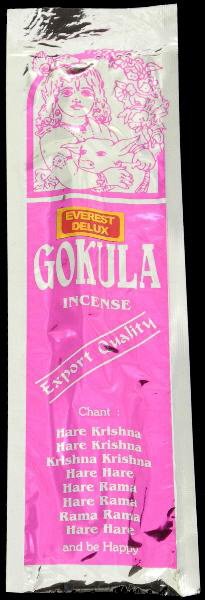 EVEREST
DELUX
GOKULA
INCENSE
Export Quality
Chant :
Hare Krishna
Hare Krishna
Krishna Krishna
Hare Hare
Hare Rama
Hare Rama
Rama Rama
Hare Hare
and be Happy